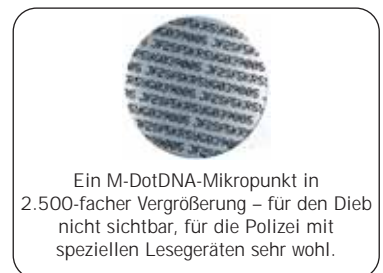 Ein M-DotDNA-Mikropunkt in
2.500-facher Vergrößerung – für den Dieb
nicht sichtbar, für die Polizei mit
speziellen Lesegeräten sehr wohl.